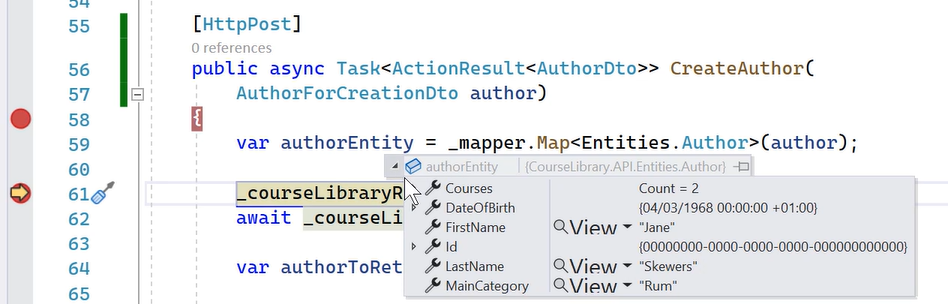 54
55 [HttpPost]
0 references
56 public async Task<ActionResult<AuthorDto>> CreateAuthor(
57 AuthorForCreationDto author)
58 {
59 var authorEntity = _mapper.Map<Entities.Author>(author);
60 authorEntity {CourseLibrary.API.Entities.Author}
61 _courseLibraryR
Courses Count = 2
62 await _courseLi
DateOfBirth {04/03/1968 00:00:00 +01:00}
FirstName View "Jane"
63
Id {00000000-0000-0000-0000-000000000000}
64 var authorToRet
LastName View "Skewers"
MainCategory View "Rum"
65